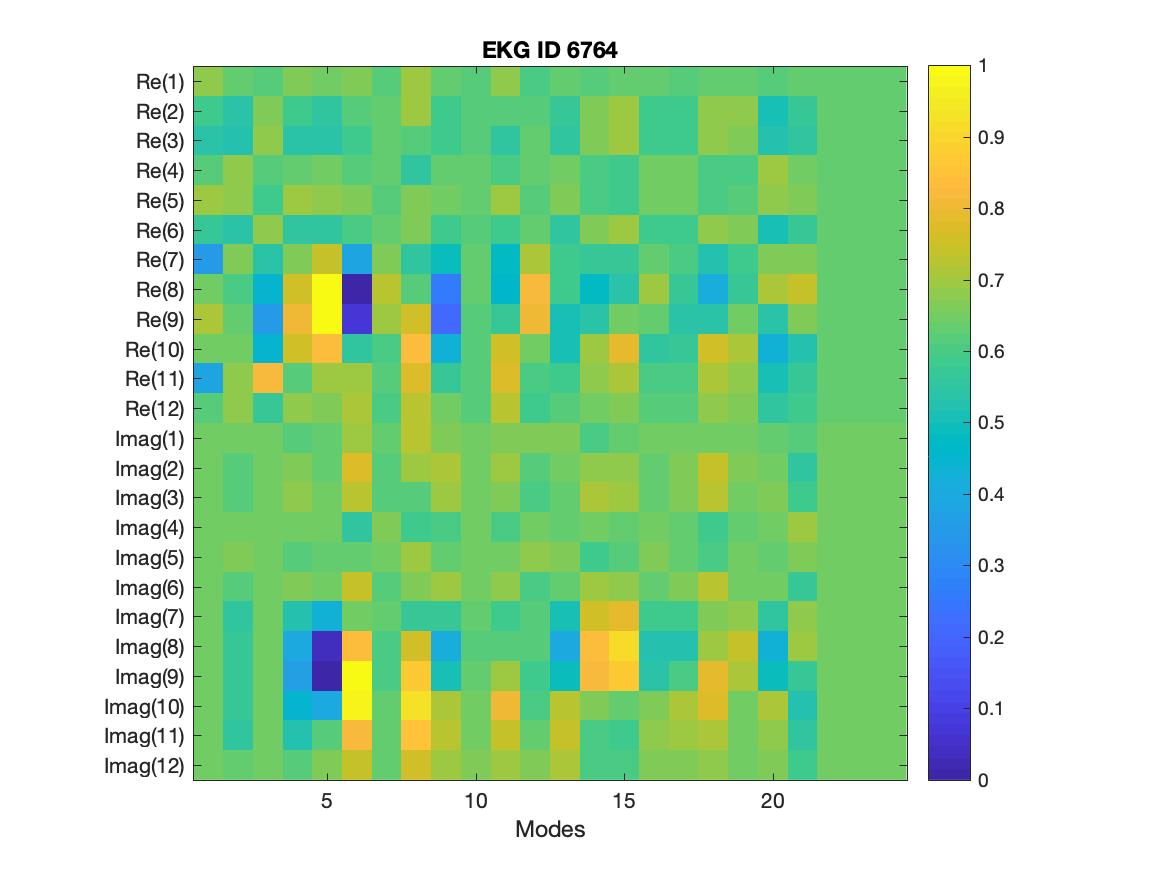 EKG ID 6764
Re(1)
Re(2)
Re(3)
Re(4)
Re(5)
Re(6)
Re(7)
Re(8)
Re(9)
Re(10)
Re(11)
Re(12)
Imag(1)
Imag(2)
Imag(3)
Imag(4)
Imag(5)
Imag(6)
Imag(7)
Imag(8)
Imag(9)
Imag(10)
Imag(11)
Imag(12)
5 10 15 20
Modes
1
0.9
0.8
0.7
0.6
0.5
0.4
0.3
0.2
0.1
0